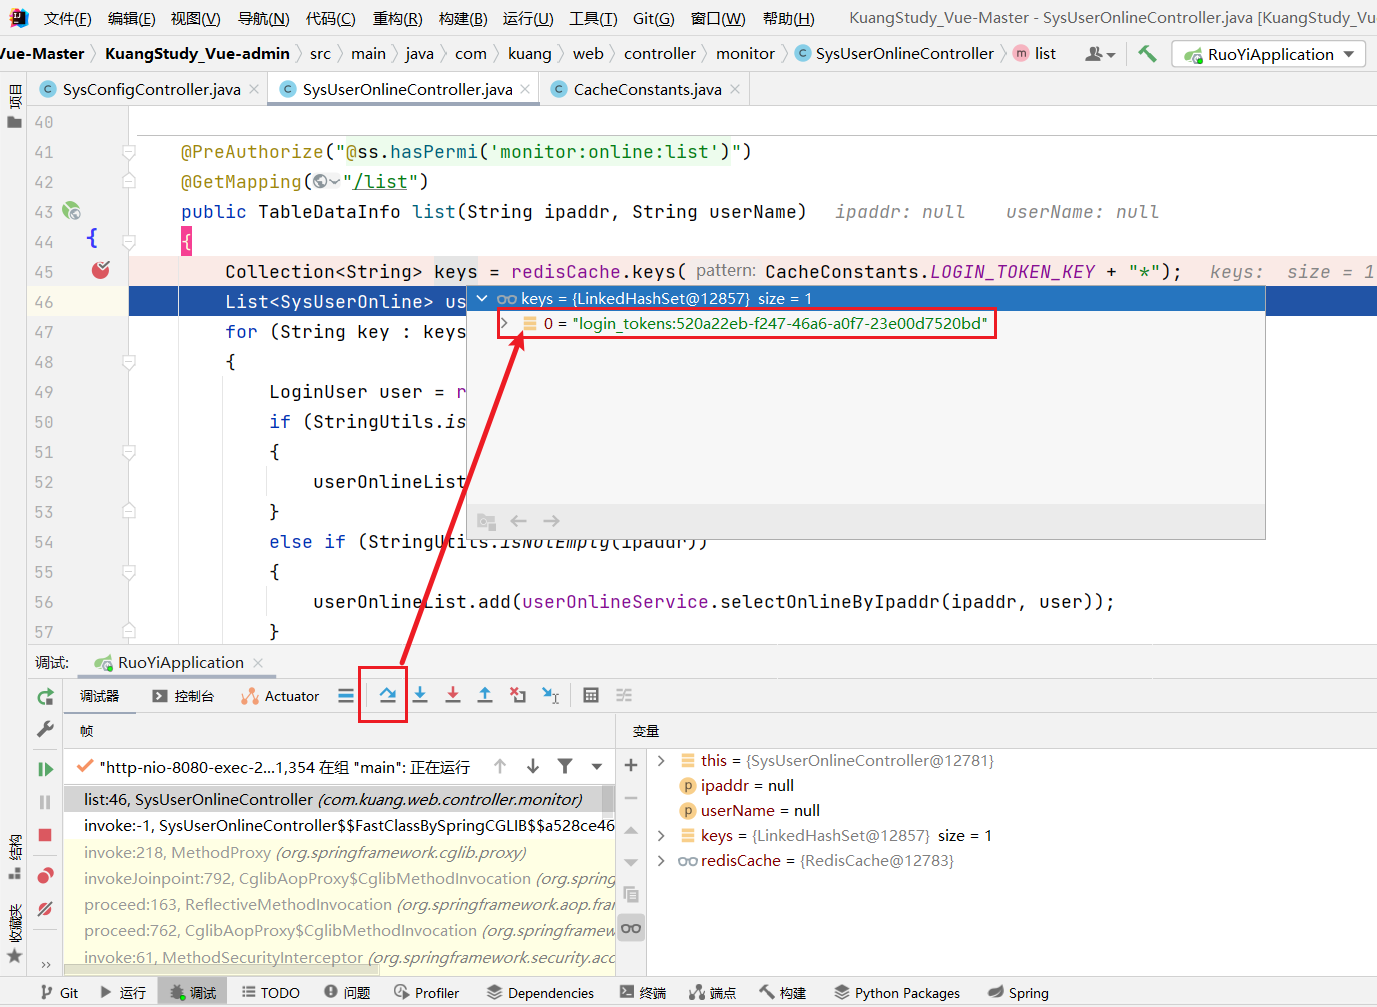 文件(F) 编辑(E) 视图(V) 导航(N) 代码(C) 重构(R) 构建(B) 运行(U) 工具(T) Git(G) 窗口(W) 帮助(H) KuangStudy_Vue-Master - SysUserOnlineController.java [KuangStudy_Vu
Vue-Master KuangStudy_Vue-admin src main java com kuang web controller monitor SysUserOnlineController list RuoYiApplication
项目 SysConfigController.java SysUserOnlineController.java CacheConstants.java
40
41 @PreAuthorize("@ss.hasPermi('monitor:online:list')")
42 @GetMapping("/list")
43 public TableDataInfo list(String ipaddr, String userName) ipaddr: null userName: null
44 {
45 Collection<String> keys = redisCache.keys( pattern: CacheConstants.LOGIN_TOKEN_KEY + "*"); keys: size = 1
46 List<SysUserOnline> us
keys = {LinkedHashSet@12857} size = 1
0 = "login_tokens:520a22eb-f247-46a6-a0f7-23e00d7520bd"
47 for (String key : keys
48 {
49 LoginUser user = r
50 if (StringUtils.is
51 {
52 userOnlineList
53 }
54 else if (StringUtils.isNotEmpty(ipaddr))
55 {
56 userOnlineList.add(userOnlineService.selectOnlineByIpaddr(ipaddr, user));
57 }
调试: RuoYiApplication
调试器 控制台 Actuator
帧 变量
"http-nio-8080-exec-2...1,354 在组 "main": 正在运行
list:46, SysUserOnlineController (com.kuang.web.controller.monitor)
invoke:-1, SysUserOnlineController$$FastClassBySpringCGLIB$$a528ce46
invoke:218, MethodProxy (org.springframework.cglib.proxy)
invokeJoinpoint:792, CglibAopProxy$CglibMethodInvocation (org.spring
proceed:163, ReflectiveMethodInvocation (org.springframework.aop.fra
proceed:762, CglibAopProxy$CglibMethodInvocation (org.springframew
invoke:61, MethodSecurityInterceptor (org.springframework.security.acc
this = {SysUserOnlineController@12781}
ipaddr = null
userName = null
keys = {LinkedHashSet@12857} size = 1
redisCache = {RedisCache@12783}
结构
收藏夹
Git 运行 调试 TODO 问题 Profiler Dependencies 终端 端点 构建 Python Packages Spring